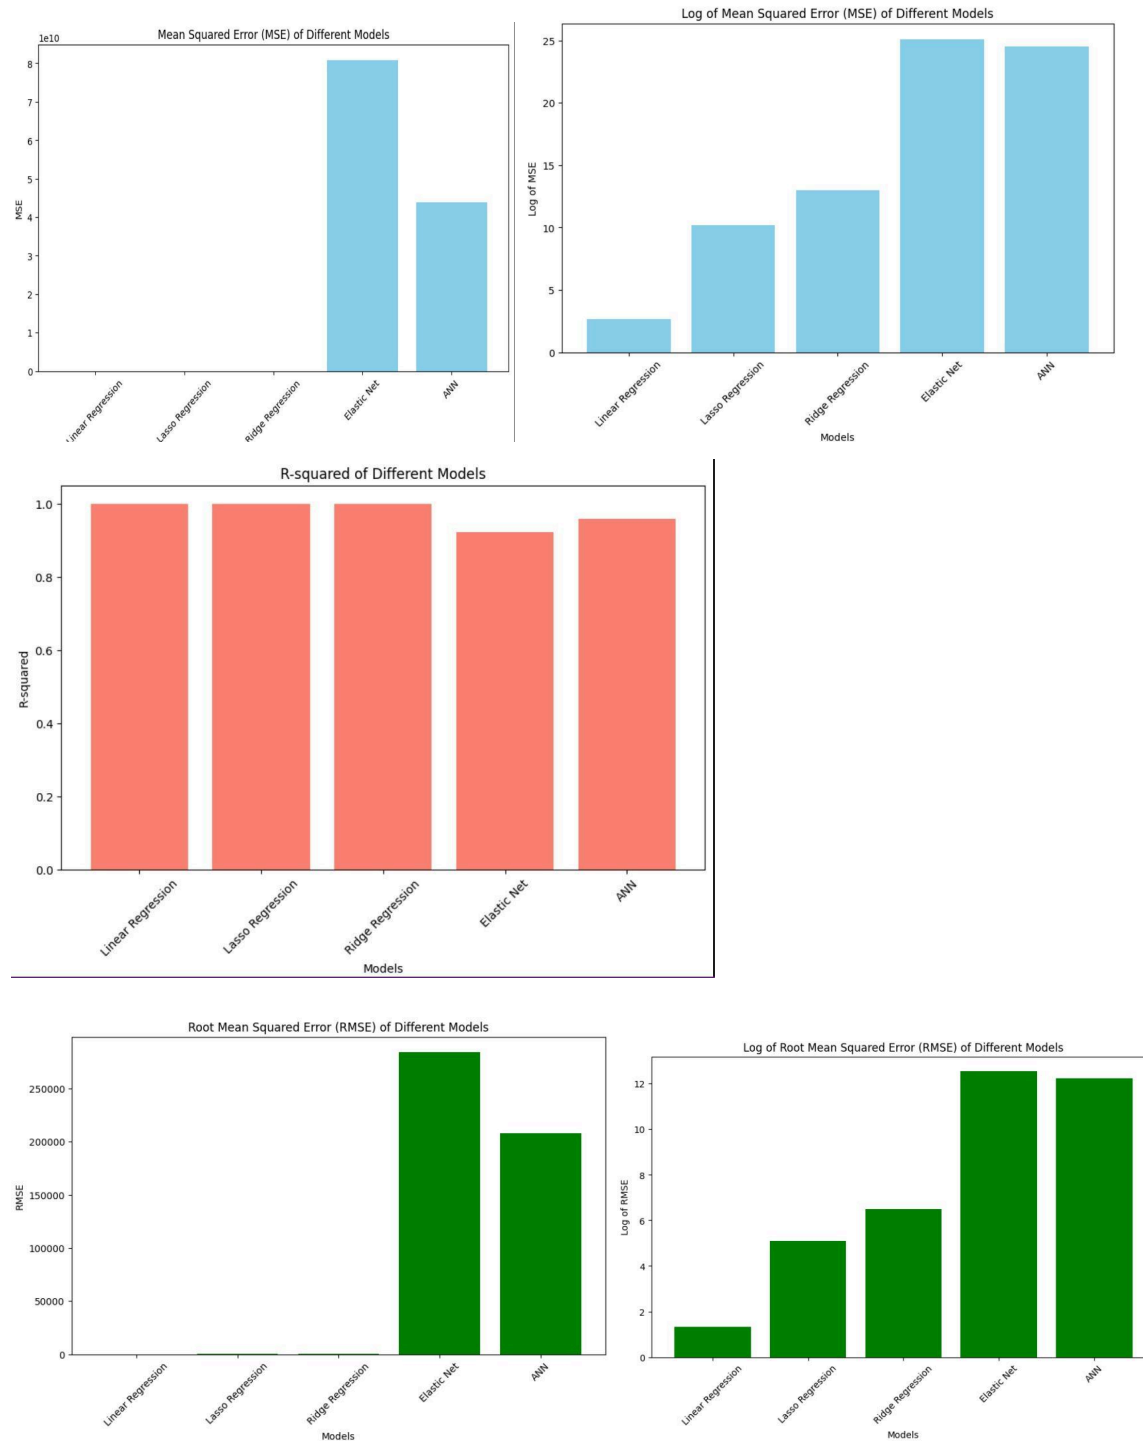 Mean Squared Error (MSE) of Different Models
1e10
8
7
6
5
4
3
2
1
0
MSE
Linear Regression
Lasso Regression
Ridge Regression
Elastic Net
ANN
Log of Mean Squared Error (MSE) of Different Models
25
20
15
10
5
0
Log of MSE
Linear Regression
Lasso Regression
Ridge Regression
Elastic Net
ANN
Models
R-squared of Different Models
1.0
0.8
0.6
0.4
0.2
0.0
R-squared
Linear Regression
Lasso Regression
Ridge Regression
Elastic Net
ANN
Models
Root Mean Squared Error (RMSE) of Different Models
250000
200000
150000
100000
50000
0
RMSE
Linear Regression
Lasso Regression
Ridge Regression
Elastic Net
ANN
Models
Log of Root Mean Squared Error (RMSE) of Different Models
12
10
8
6
4
2
0
Log of RMSE
Linear Regression
Lasso Regression
Ridge Regression
Elastic Net
ANN
Models